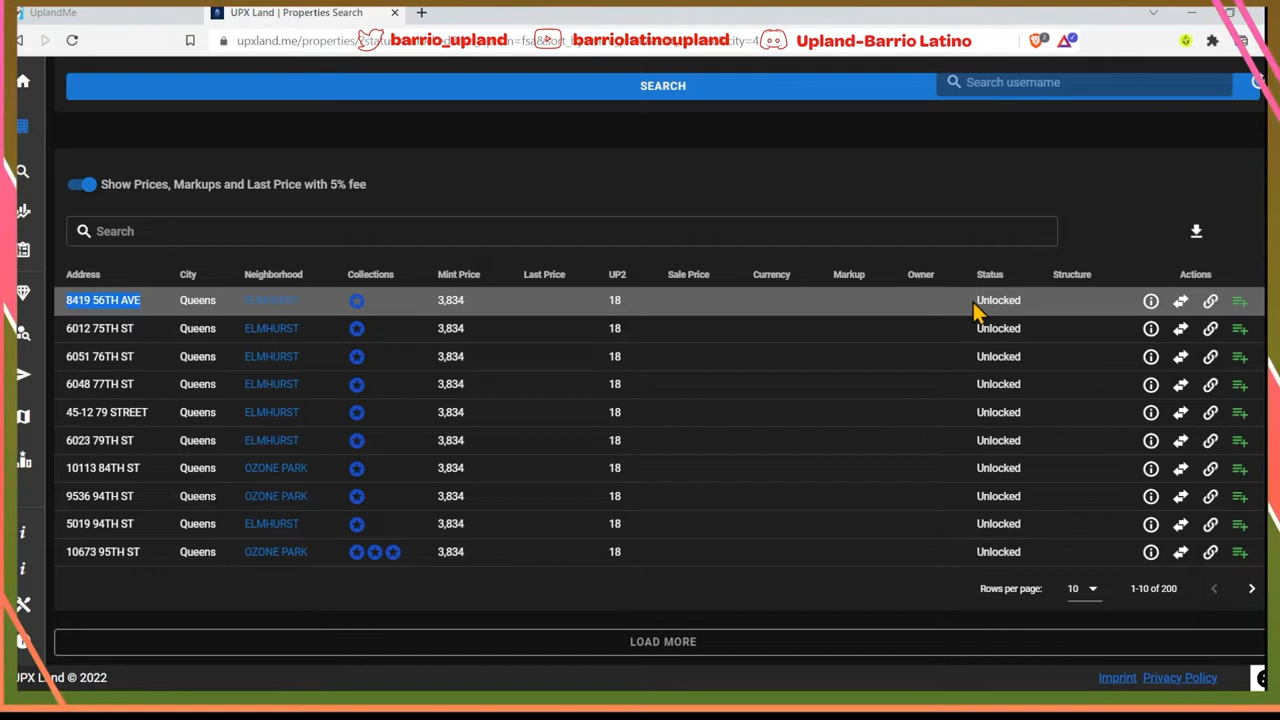 UplandMe
UPX Land | Properties Search
barrio_upland
barriolatinoupland
Upland-Barrio Latino
SEARCH
Search username
Show Prices, Markups and Last Price with 5% fee
Search
Address City Neighborhood Collections Mint Price Last Price UP2 Sale Price Currency Markup Owner Status Structure Actions
8419 56TH AVE Queens ELMHURST 3,834 18 Unlocked
6012 75TH ST Queens ELMHURST 3,834 18 Unlocked
6051 76TH ST Queens ELMHURST 3,834 18 Unlocked
6048 77TH ST Queens ELMHURST 3,834 18 Unlocked
45-12 79 STREET Queens ELMHURST 3,834 18 Unlocked
6023 79TH ST Queens ELMHURST 3,834 18 Unlocked
10113 84TH ST Queens OZONE PARK 3,834 18 Unlocked
9536 94TH ST Queens OZONE PARK 3,834 18 Unlocked
5019 94TH ST Queens ELMHURST 3,834 18 Unlocked
10673 95TH ST Queens OZONE PARK 3,834 18 Unlocked
Rows per page: 10 1-10 of 200
LOAD MORE
UPX Land © 2022
Imprint Privacy Policy